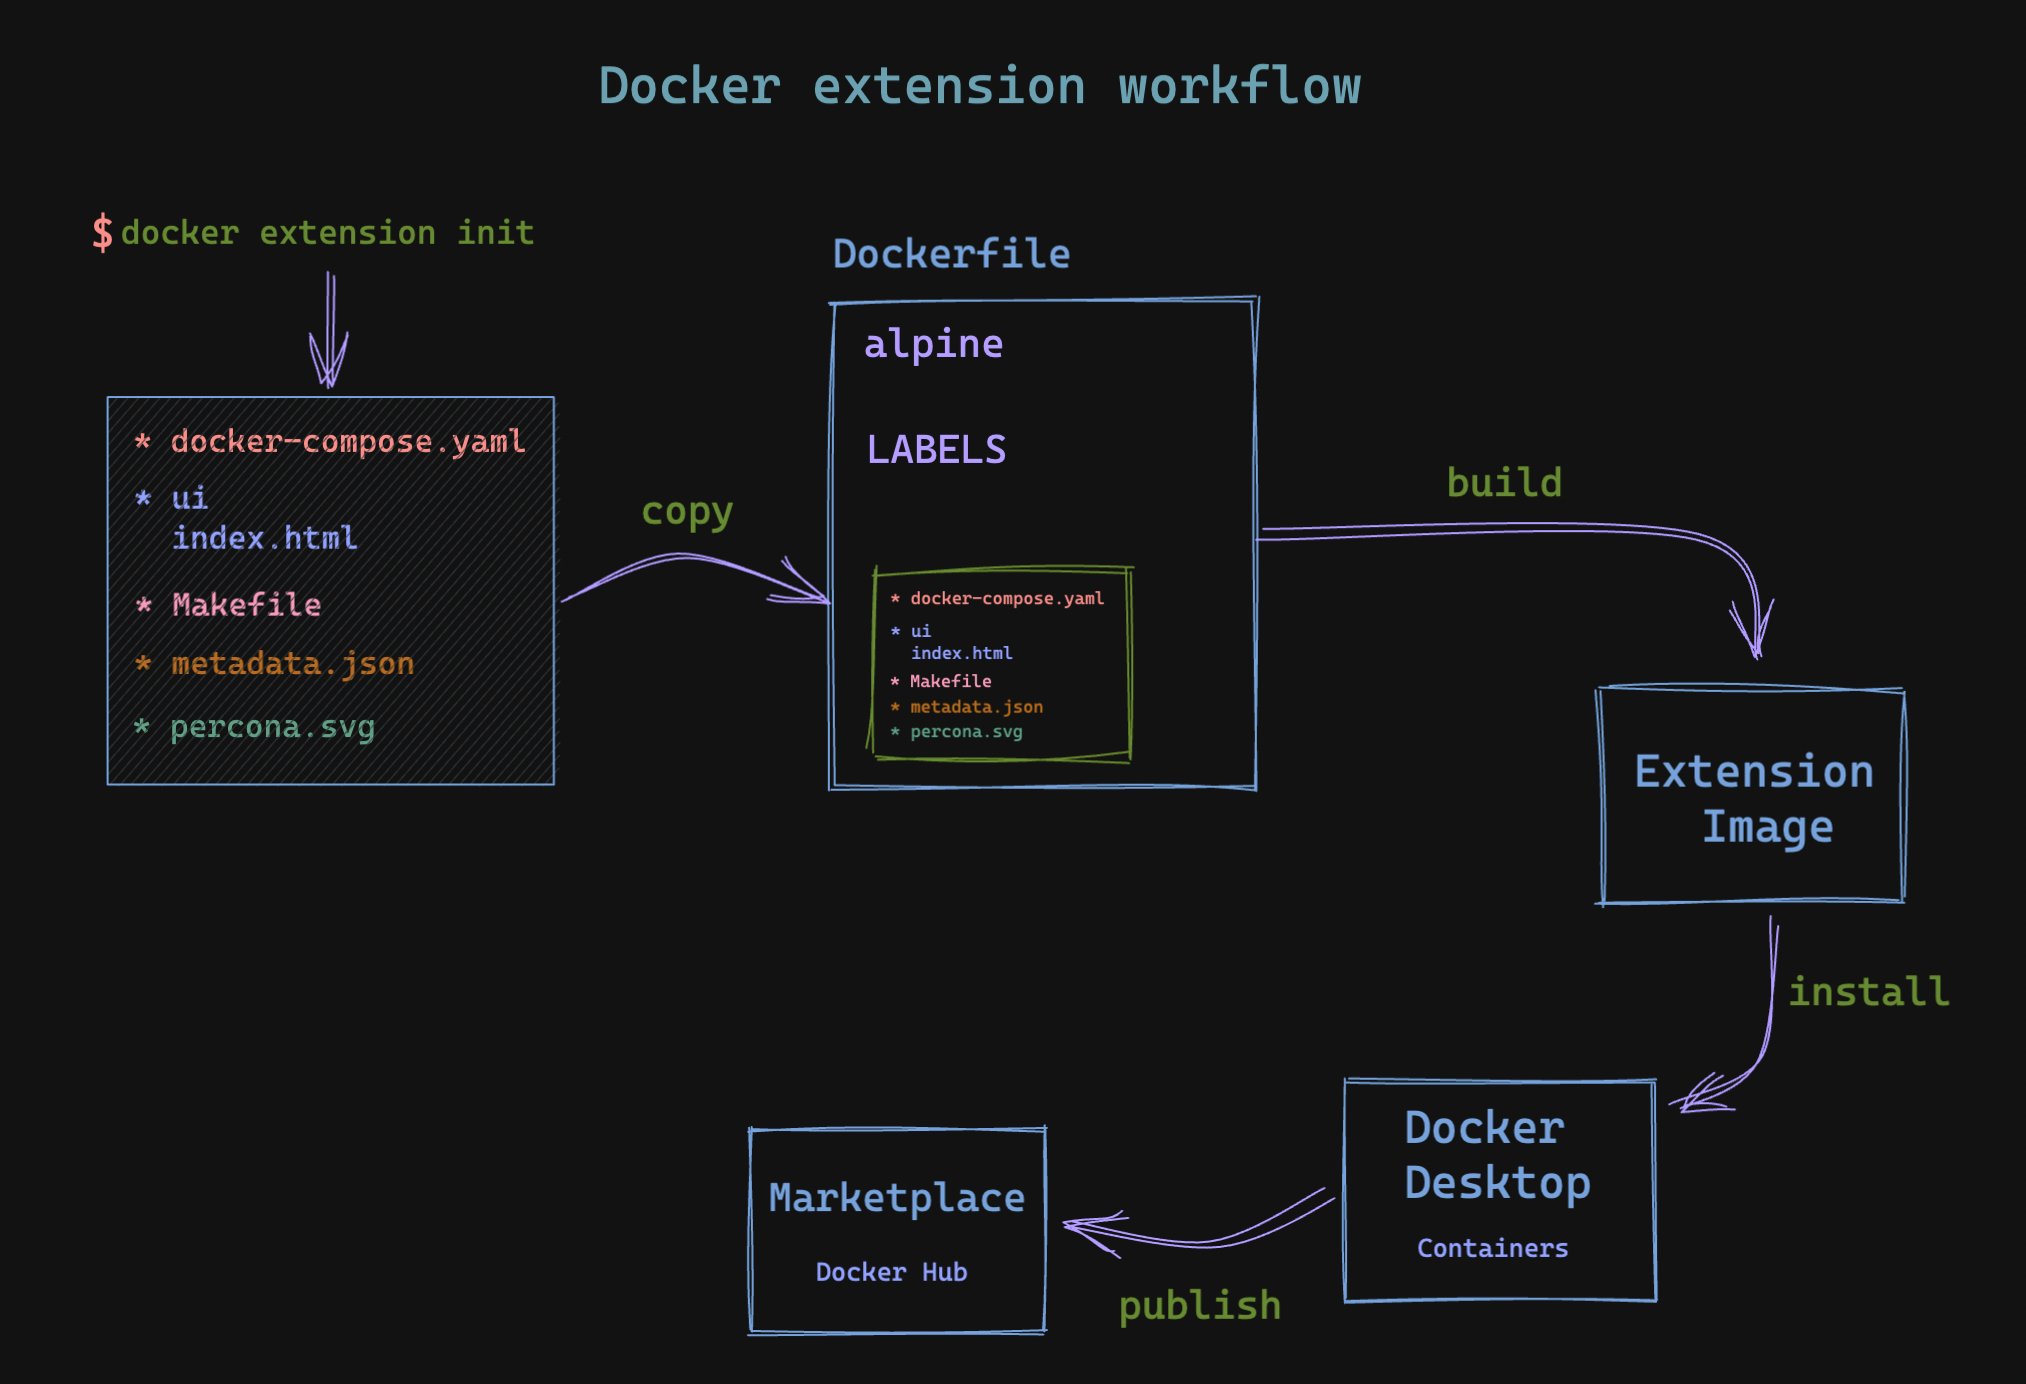 Docker extension workflow
$ docker extension init
* docker-compose.yaml
* ui
index.html
* Makefile
* metadata.json
* percona.svg
copy
Dockerfile
alpine
LABELS
* docker-compose.yaml
* ui
index.html
* Makefile
* metadata.json
* percona.svg
build
Extension
Image
install
Docker
Desktop
Containers
publish
Marketplace
Docker Hub